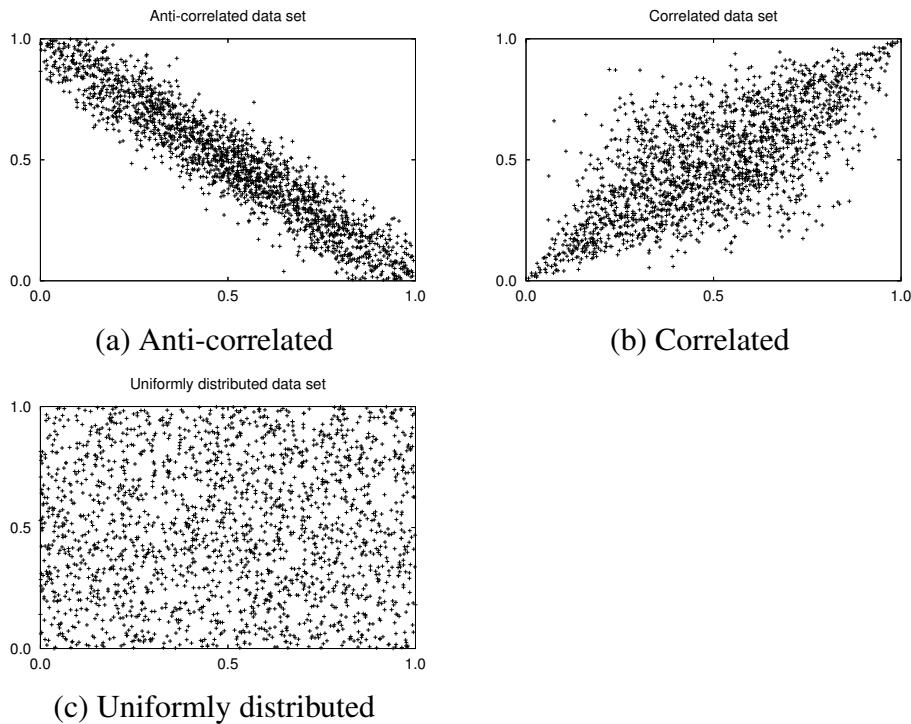 Anti-correlated data set
1.0
0.5
0.0
0.0 0.5 1.0
(a) Anti-correlated
Correlated data set
1.0
0.5
0.0
0.0 0.5 1.0
(b) Correlated
Uniformly distributed data set
1.0
0.5
0.0
0.0 0.5 1.0
(c) Uniformly distributed